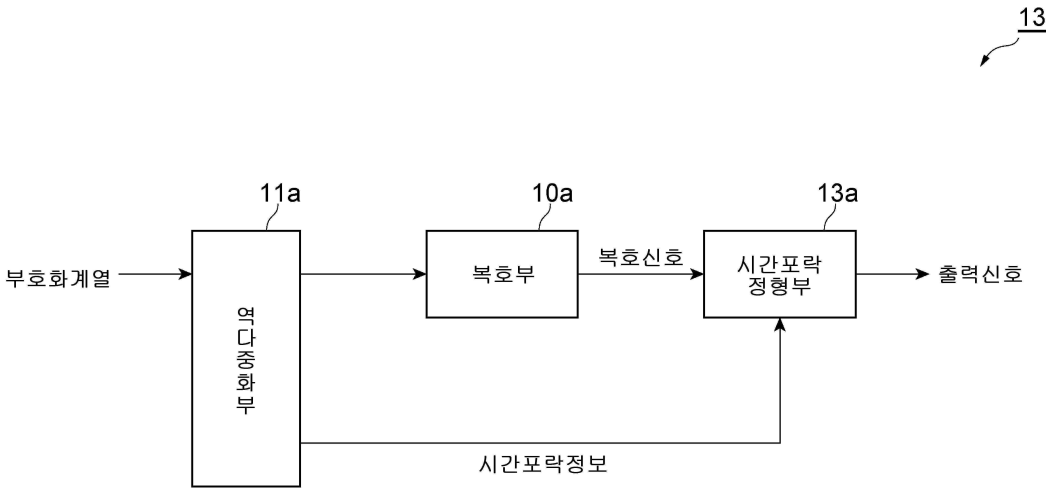 13
11a
10a
13a
부호화계열
역다중화부
복호부
복호신호
시간포락
정형부
출력신호
시간포락정보